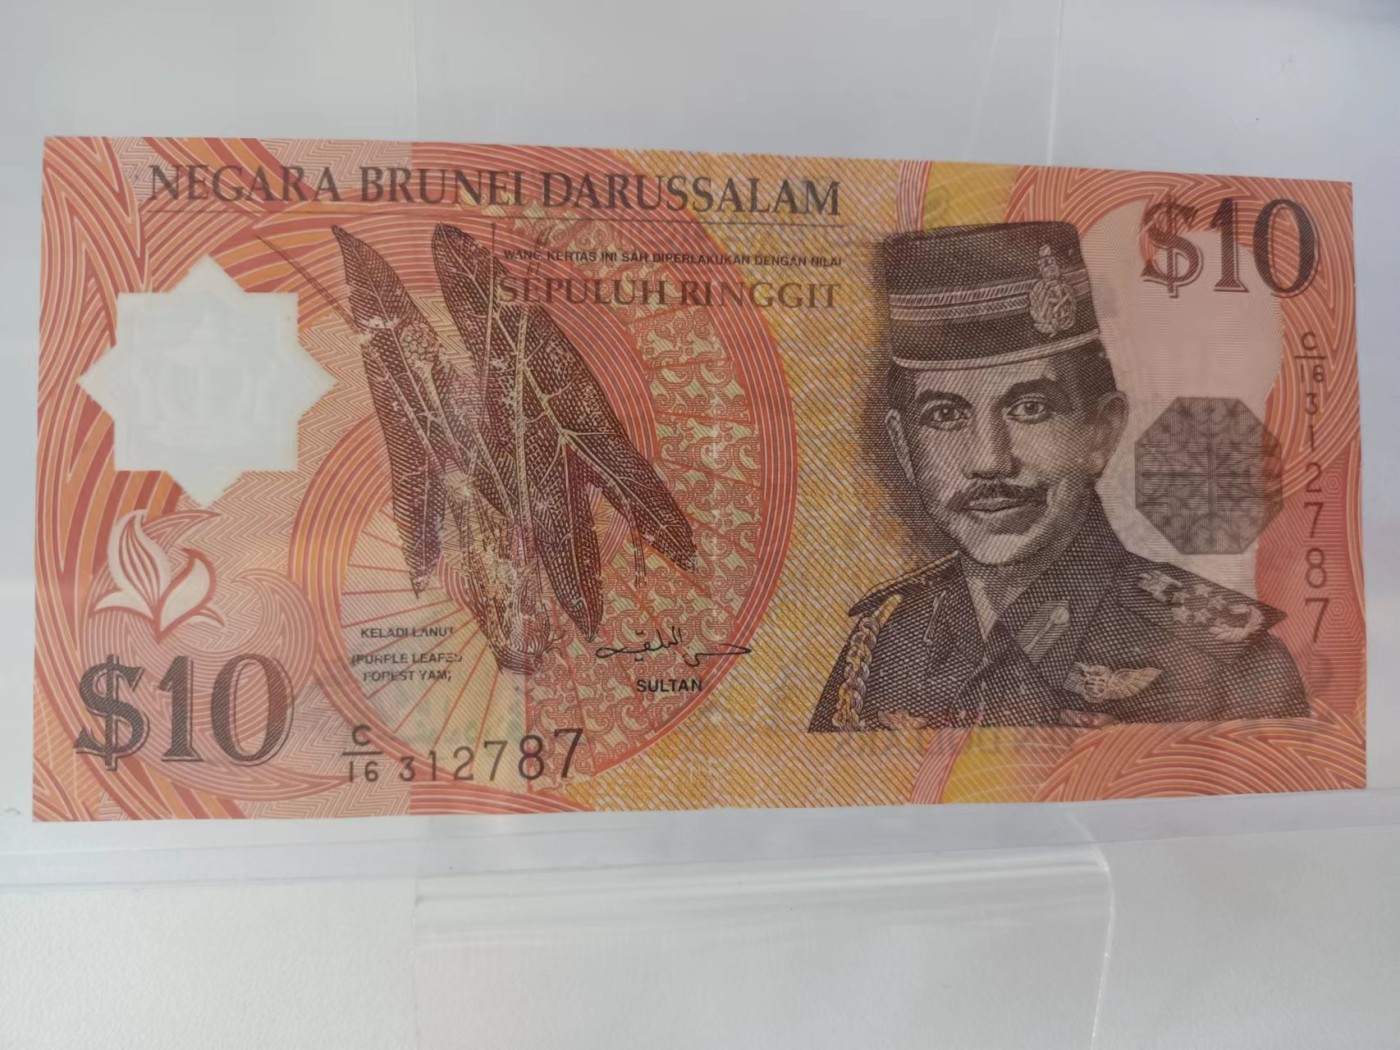 NEGARA BRUNEI DARUSSALAM
WANG KERTAS INI SAH DIPERLAKUKAN DENGAN NILAI
SEPULUH RINGGIT
$10
C/16 312787
KELADI LANUT
(PURPLE LEAFED
FOREST YAM)
SULTAN
$10
C/16 312787